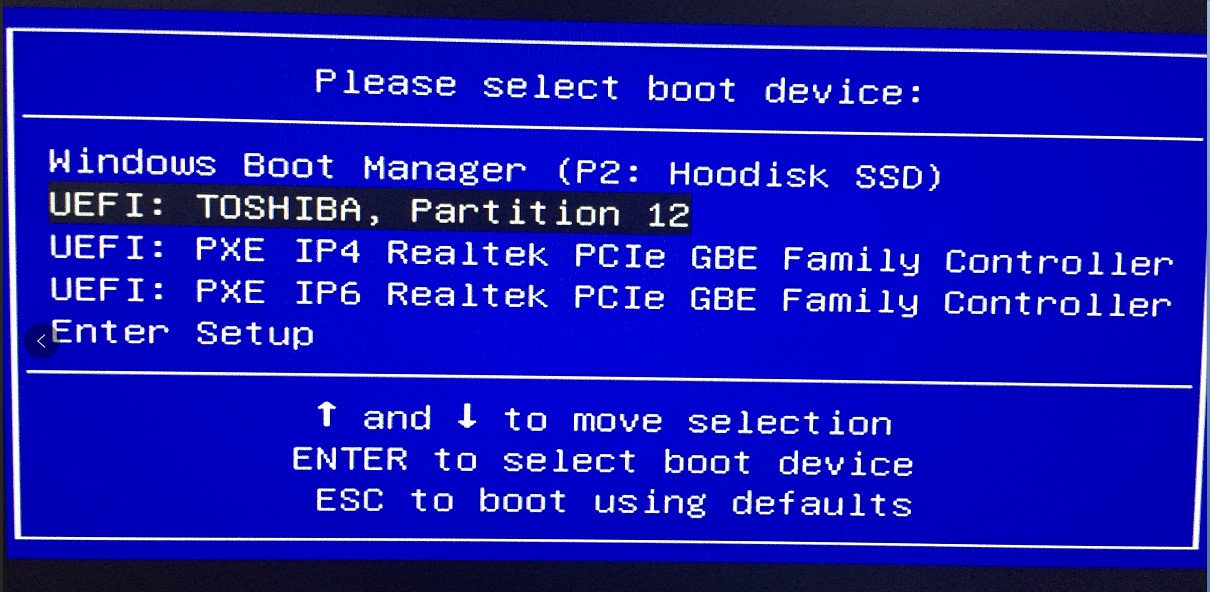 Please select boot device:
Windows Boot Manager (P2: Hoodisk SSD)
UEFI: TOSHIBA, Partition 12
UEFI: PXE IP4 Realtek PCIe GBE Family Controller
UEFI: PXE IP6 Realtek PCIe GBE Family Controller
Enter Setup
↑ and ↓ to move selection
ENTER to select boot device
ESC to boot using defaults